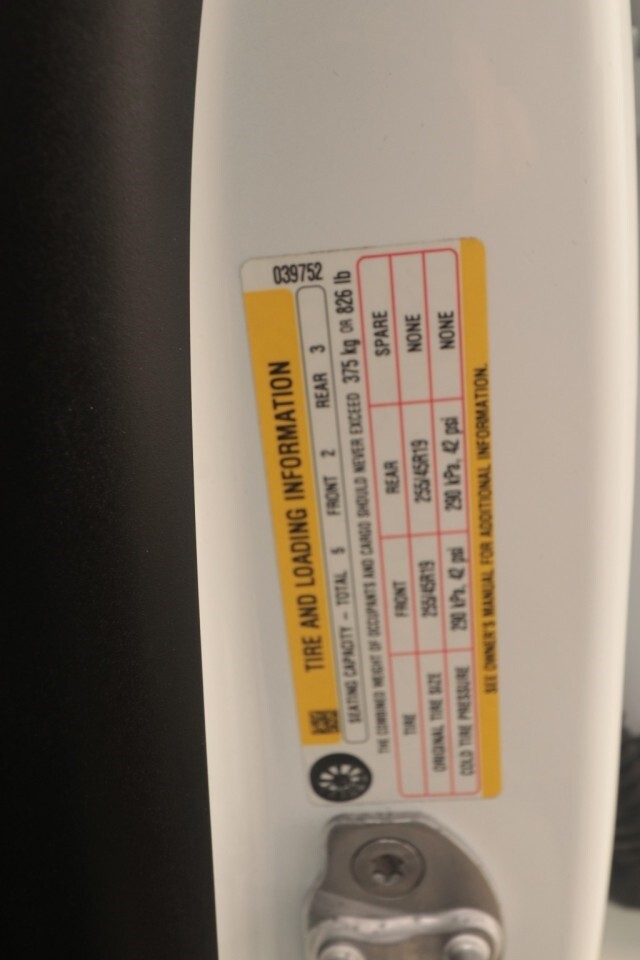 039752
TIRE AND LOADING INFORMATION
SEATING CAPACITY – TOTAL 5 FRONT 2 REAR 3
THE COMBINED WEIGHT OF OCCUPANTS AND CARGO SHOULD NEVER EXCEED 375 kg OR 826 lb
TIRE FRONT REAR SPARE
ORIGINAL TIRE SIZE 255/45R19 255/45R19 NONE
COLD TIRE PRESSURE 290 kPa, 42 psi 290 kPa, 42 psi NONE
SEE OWNER'S MANUAL FOR ADDITIONAL INFORMATION.